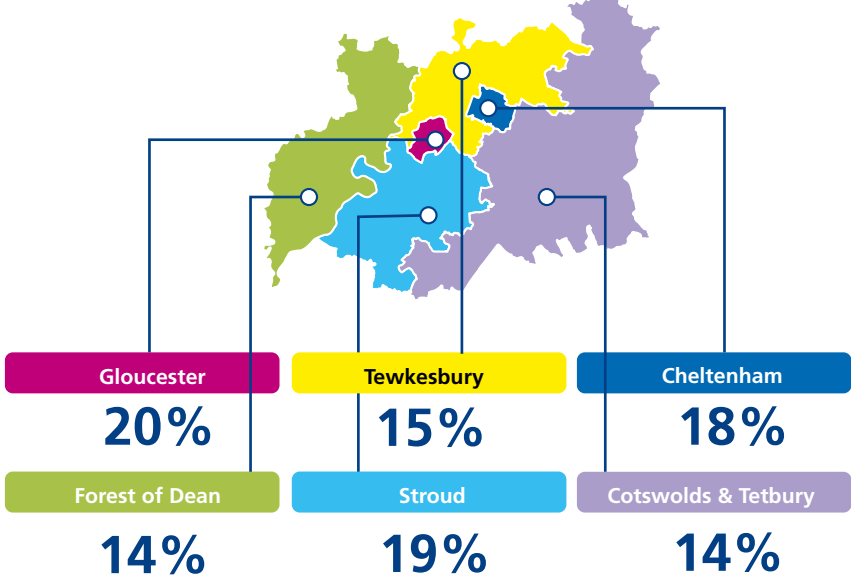 Gloucester Tewkesbury Cheltenham
20% 15% 18%
Forest of Dean Stroud Cotswolds & Tetbury
14% 19% 14%